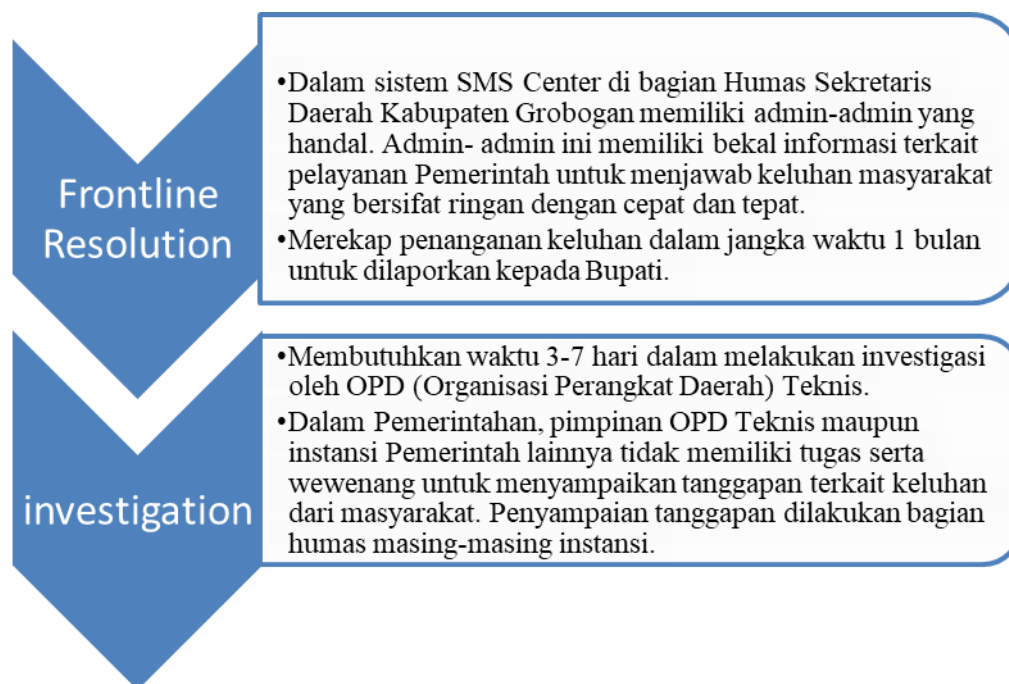 Frontline
Resolution
•Dalam sistem SMS Center di bagian Humas Sekretaris
Daerah Kabupaten Grobogan memiliki admin-admin yang
handal. Admin- admin ini memiliki bekal informasi terkait
pelayanan Pemerintah untuk menjawab keluhan masyarakat
yang bersifat ringan dengan cepat dan tepat.
•Merekap penanganan keluhan dalam jangka waktu 1 bulan
untuk dilaporkan kepada Bupati.
investigation
•Membutuhkan waktu 3-7 hari dalam melakukan investigasi
oleh OPD (Organisasi Perangkat Daerah) Teknis.
•Dalam Pemerintahan, pimpinan OPD Teknis maupun
instansi Pemerintah lainnya tidak memiliki tugas serta
wewenang untuk menyampaikan tanggapan terkait keluhan
dari masyarakat. Penyampaian tanggapan dilakukan bagian
humas masing-masing instansi.